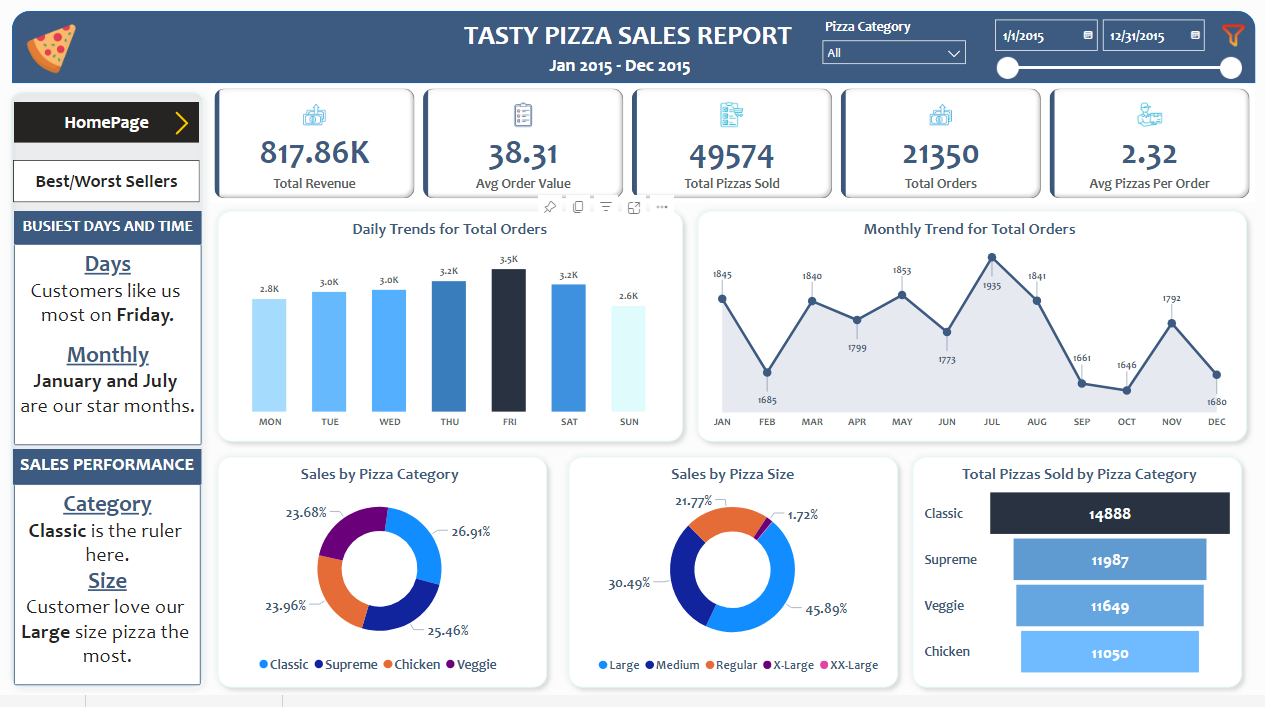 TASTY PIZZA SALES REPORT
Jan 2015 - Dec 2015
Pizza Category
All
1/1/2015
12/31/2015
HomePage
Best/Worst Sellers
817.86K
Total Revenue
38.31
Avg Order Value
49574
Total Pizzas Sold
21350
Total Orders
2.32
Avg Pizzas Per Order
BUSIEST DAYS AND TIME
Days
Customers like us
most on Friday.
Monthly
January and July
are our star months.
Daily Trends for Total Orders
2.8K
3.0K
3.0K
3.2K
3.5K
3.2K
2.6K
MON TUE WED THU FRI SAT SUN
Monthly Trend for Total Orders
1845
1685
1840
1799
1853
1773
1935
1841
1661
1646
1792
1680
JAN FEB MAR APR MAY JUN JUL AUG SEP OCT NOV DEC
SALES PERFORMANCE
Category
Classic is the ruler
here.
Size
Customer love our
Large size pizza the
most.
Sales by Pizza Category
23.68%
26.91%
23.96%
25.46%
Classic Supreme Chicken Veggie
Sales by Pizza Size
21.77%
1.72%
30.49%
45.89%
Large Medium Regular X-Large XX-Large
Total Pizzas Sold by Pizza Category
Classic 14888
Supreme 11987
Veggie 11649
Chicken 11050